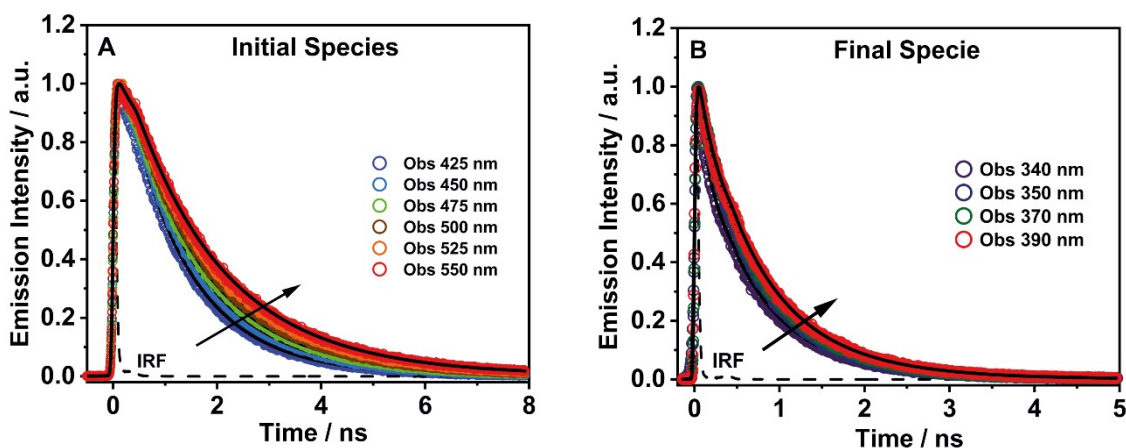 A
Initial Species
Emission Intensity / a.u.
1.2
1.0
0.8
0.6
0.4
0.2
0.0
Obs 425 nm
Obs 450 nm
Obs 475 nm
Obs 500 nm
Obs 525 nm
Obs 550 nm
IRF
0 2 4 6 8
Time / ns
B
Final Specie
Emission Intensity / a.u.
1.2
1.0
0.8
0.6
0.4
0.2
0.0
Obs 340 nm
Obs 350 nm
Obs 370 nm
Obs 390 nm
IRF
0 1 2 3 4 5
Time / ns